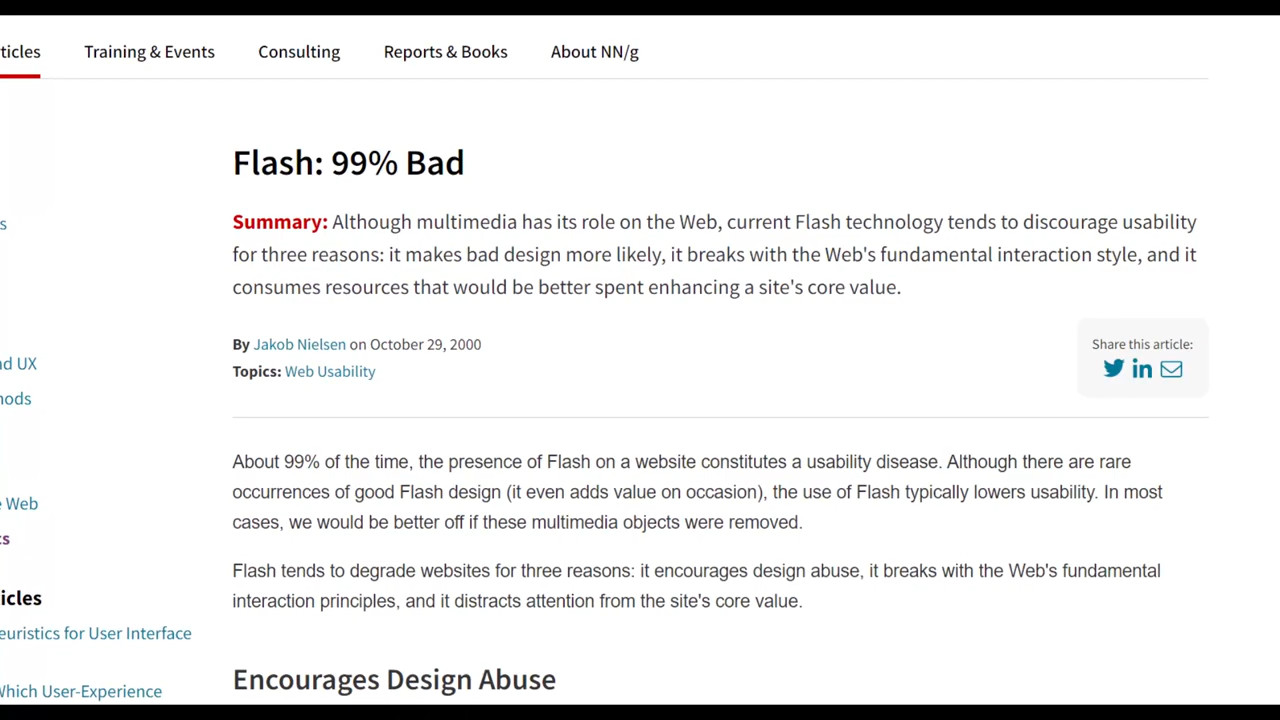 ticles Training & Events Consulting Reports & Books About NN/g
Flash: 99% Bad
Summary: Although multimedia has its role on the Web, current Flash technology tends to discourage usability
for three reasons: it makes bad design more likely, it breaks with the Web's fundamental interaction style, and it
consumes resources that would be better spent enhancing a site's core value.
s
By Jakob Nielsen on October 29, 2000
Topics: Web Usability
Share this article:
nd UX
hods
e Web
cs
icles
euristics for User Interface
Which User-Experience
About 99% of the time, the presence of Flash on a website constitutes a usability disease. Although there are rare
occurrences of good Flash design (it even adds value on occasion), the use of Flash typically lowers usability. In most
cases, we would be better off if these multimedia objects were removed.
Flash tends to degrade websites for three reasons: it encourages design abuse, it breaks with the Web's fundamental
interaction principles, and it distracts attention from the site's core value.
Encourages Design Abuse